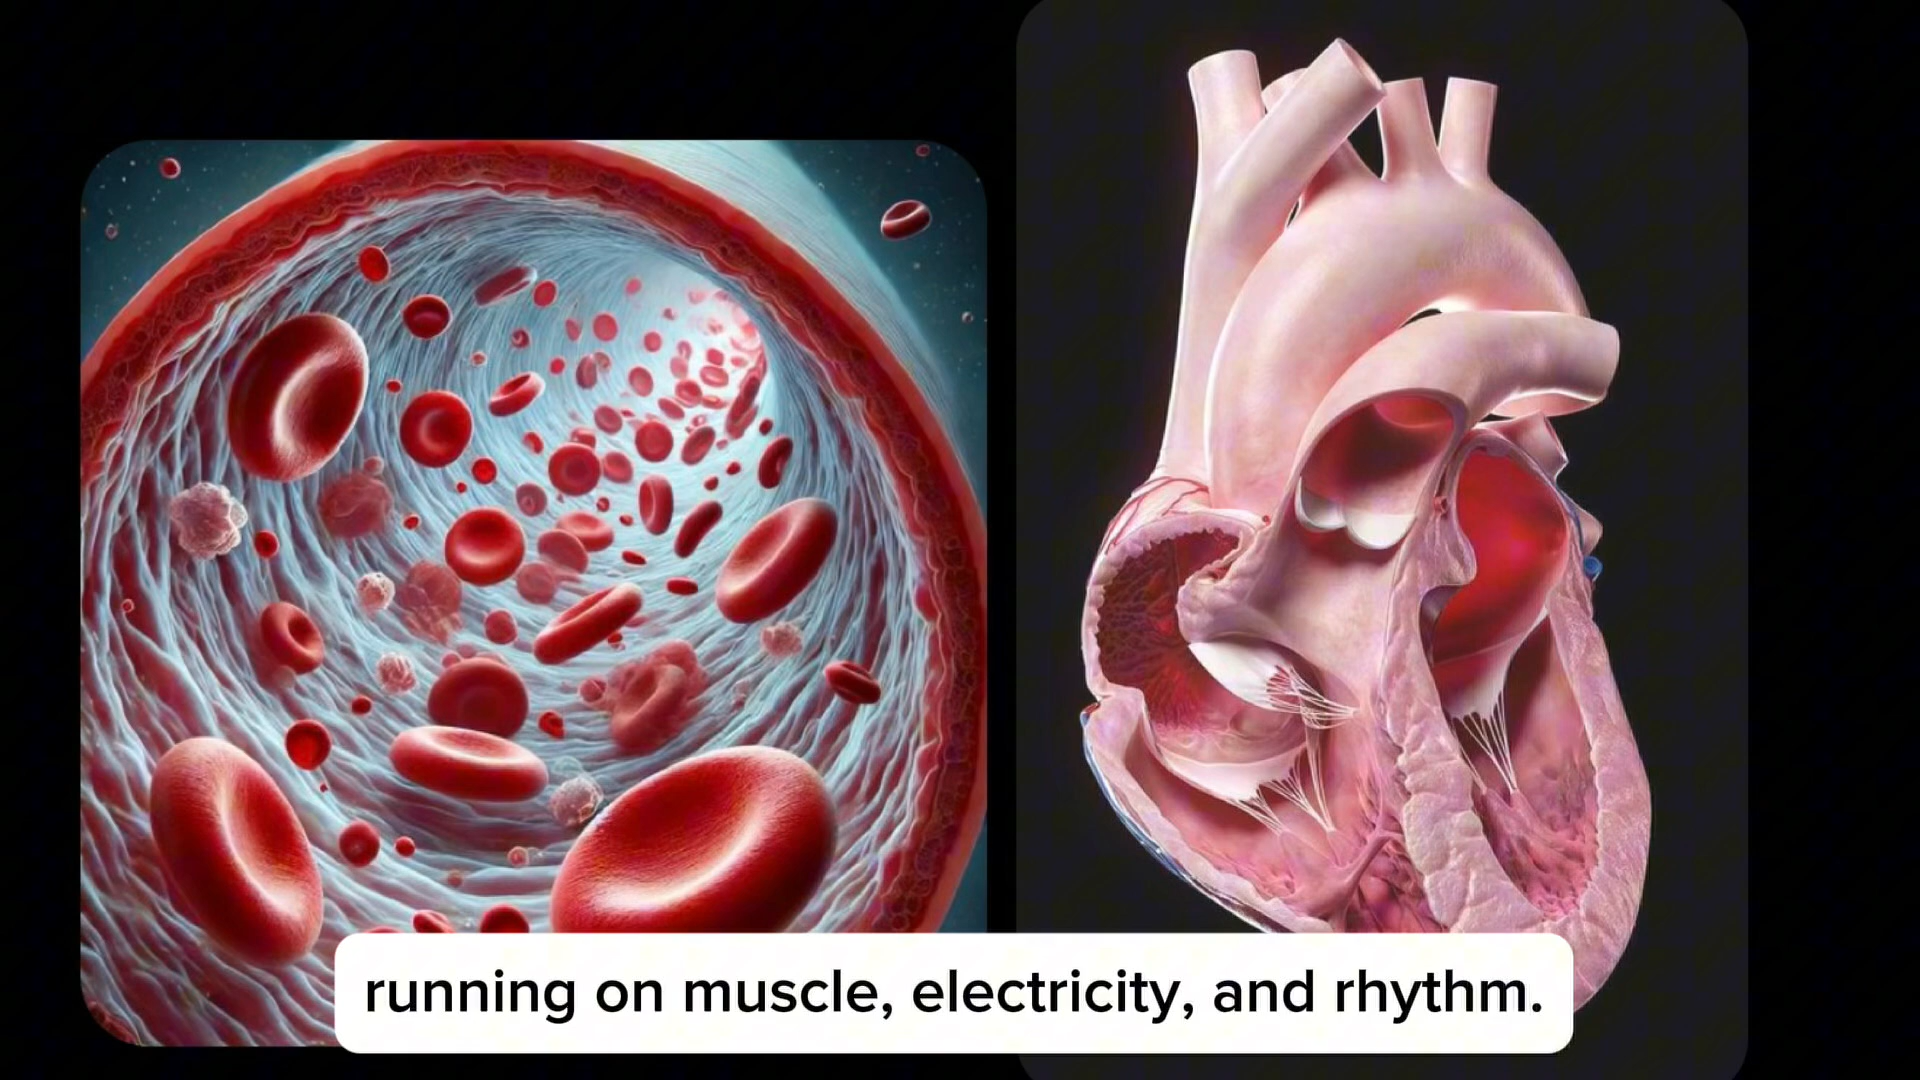 running on muscle, electricity, and rhythm.